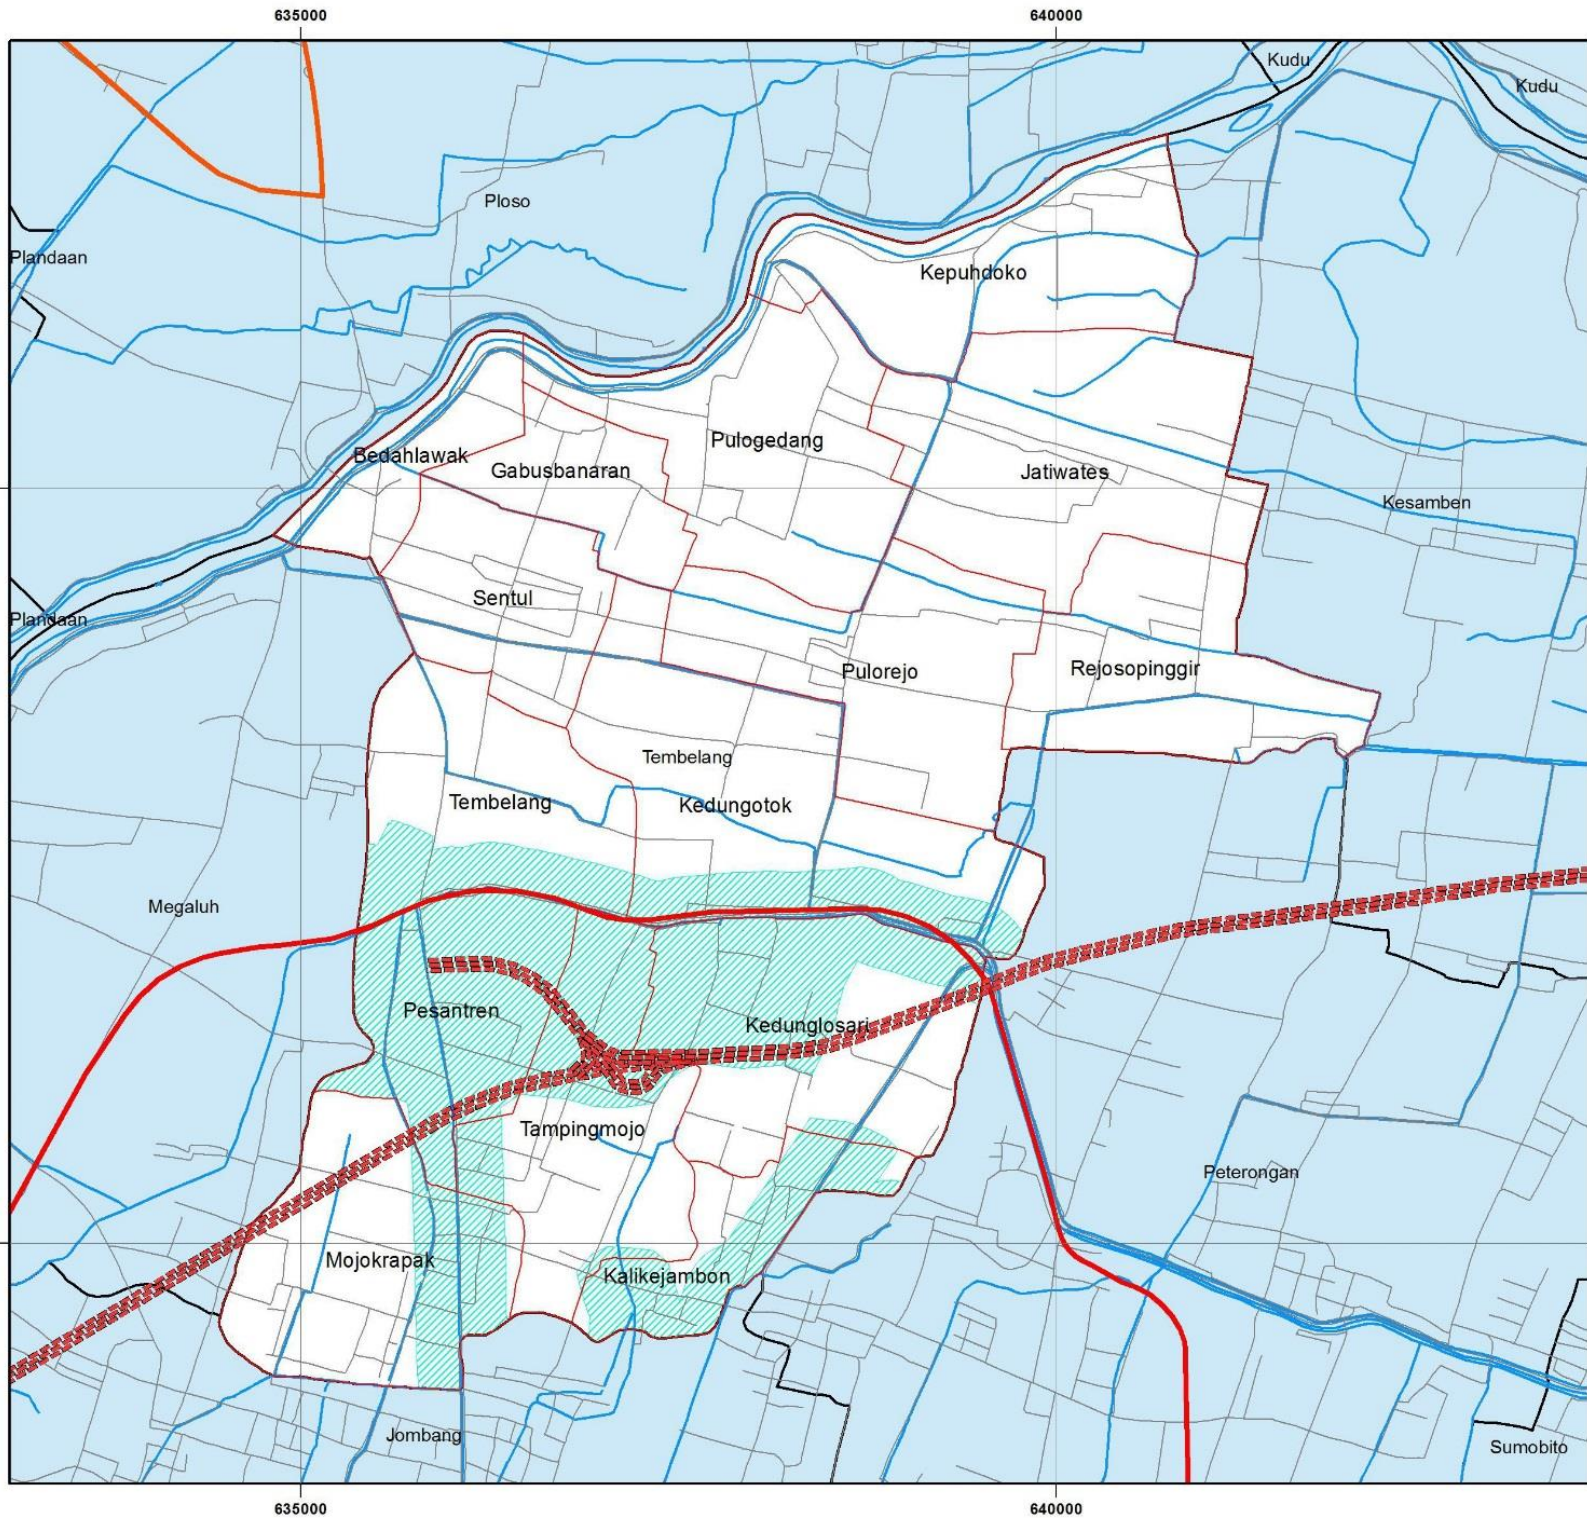 635000
640000
Kudu
Kudu
Ploso
Plandaan
Kepuhdoko
Pulogedang
Bedahlawak
Gabusbanaran
Jatiwates
Kesamben
Sentul
Plandaan
Pulorejo
Rejosopinggir
Tembelang
Tembelang
Kedungotok
Megaluh
Pesantren
Kedunglosari
Tampingmojo
Peterongan
Mojokrapak
Kalikejambon
Jombang
Sumobito
635000
640000